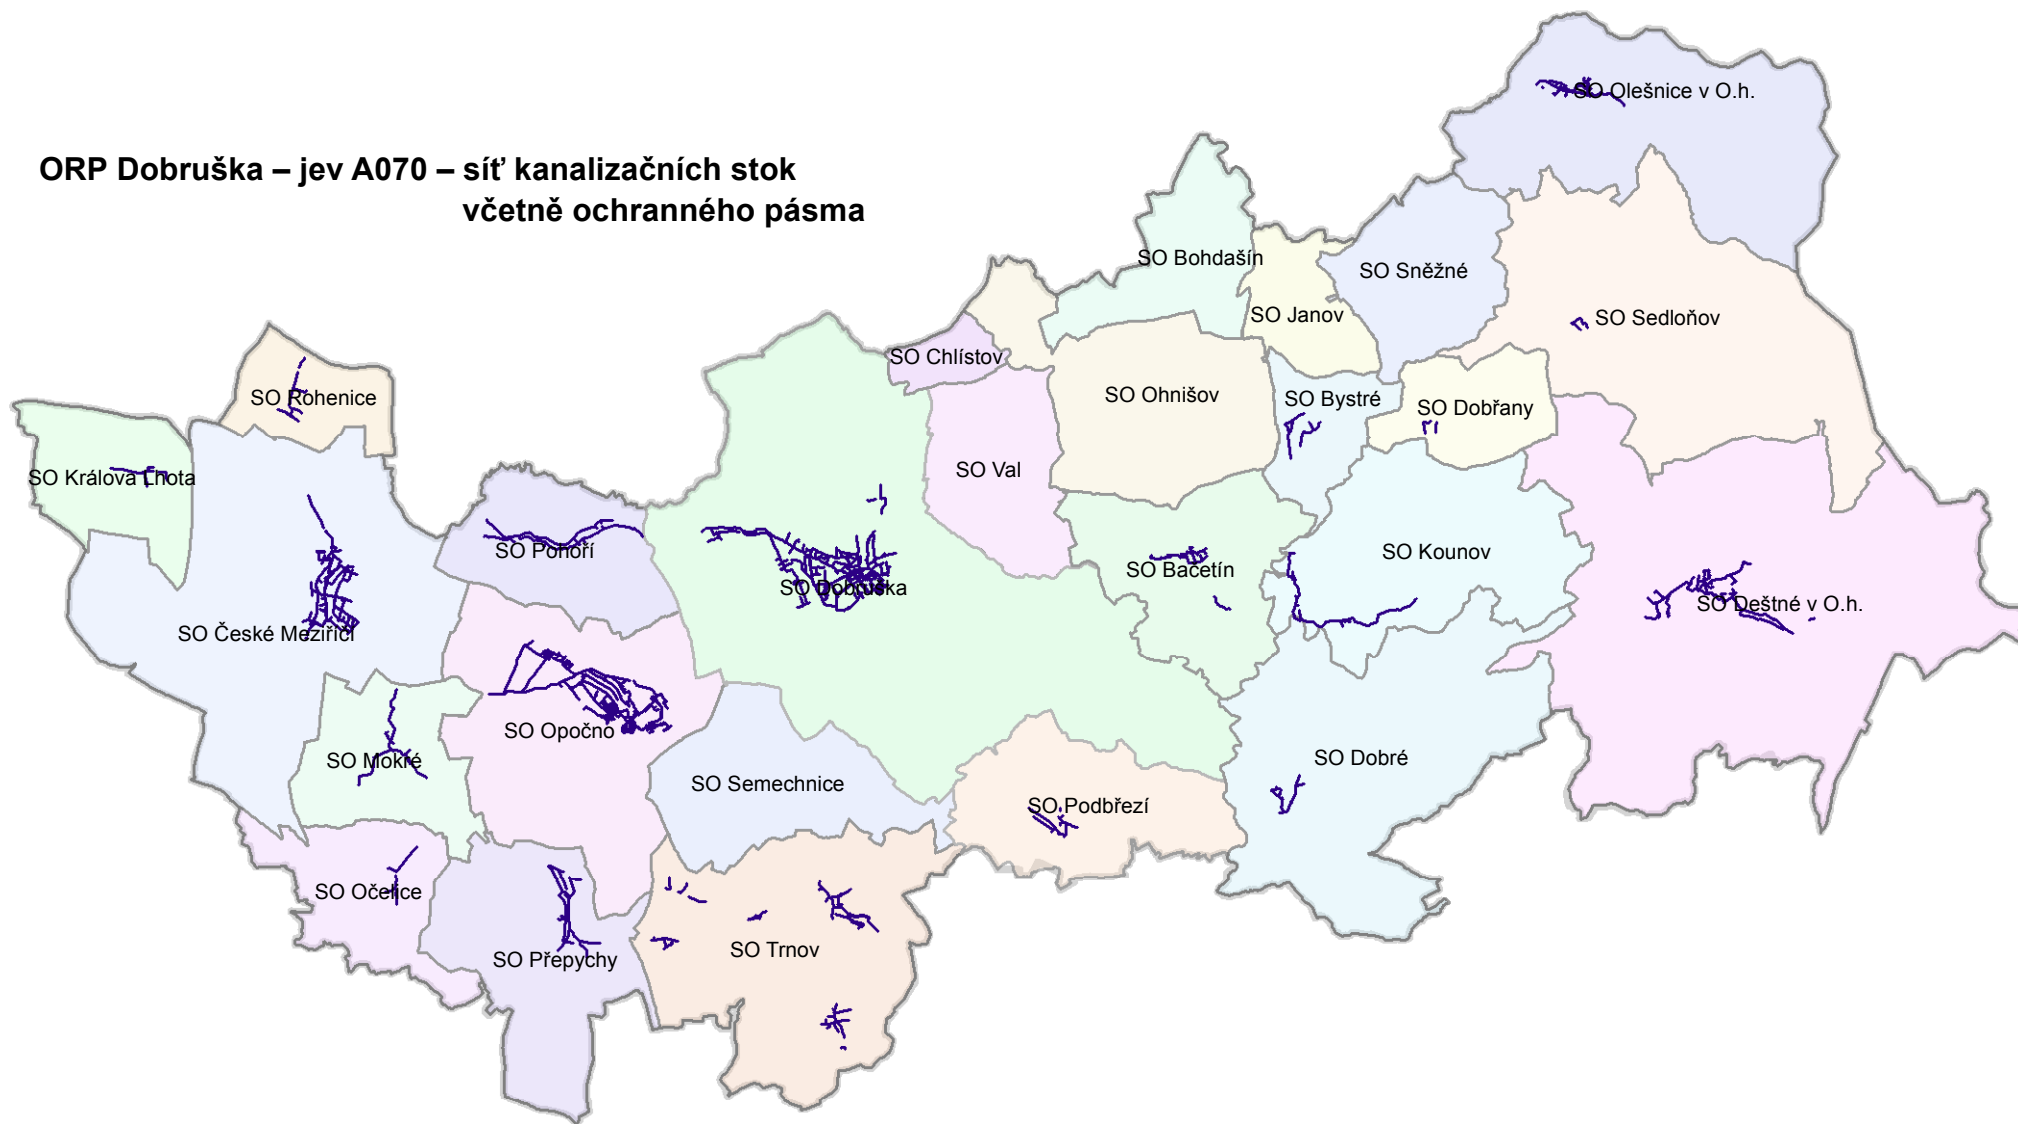 ORP Dobruška – jev A070 – síť kanalizačních stok
včetně ochranného pásma
SO Olešnice v O.h.
SO Bohdašín
SO Sněžné
SO Janov
SO Sedloňov
SO Chlístov
SO Rohenice
SO Ohnišov
SO Bystré
SO Dobřany
SO Val
SO Králova Lhota
SO Pohoří
SO Kounov
SO Bačetín
SO Dobruška
SO Deštné v O.h.
SO České Meziříčí
SO Opočno
SO Mokré
SO Dobré
SO Semechnice
SO Podbřezí
SO Očelice
SO Trnov
SO Přepychy